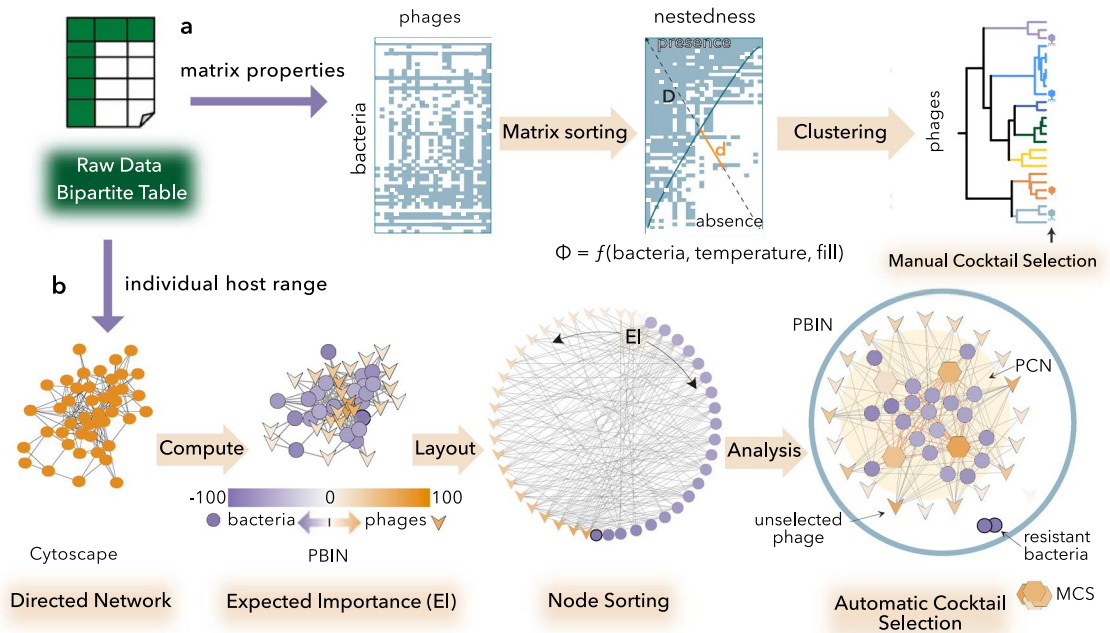 a
phages
nestedness
matrix properties
presence
D
Matrix sorting
Clustering
bacteria
d
phages
absence
Raw Data
Bipartite Table
Φ = f(bacteria, temperature, fill)
Manual Cocktail Selection
b
individual host range
EI
PBIN
PCN
Compute
Layout
Analysis
-100
0
100
bacteria
phages
unselected
phage
resistant
bacteria
Cytoscape
PBIN
MCS
Directed Network
Expected Importance (EI)
Node Sorting
Automatic Cocktail
Selection